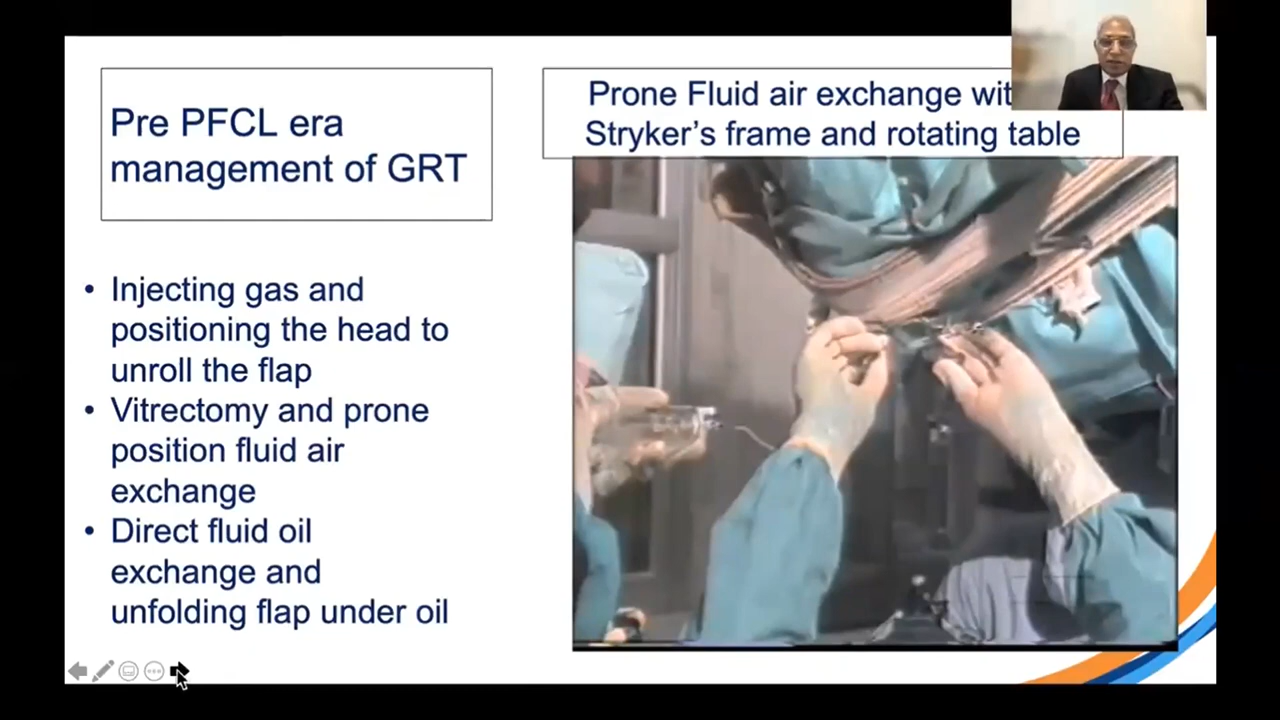 Pre PFCL era
management of GRT
Prone Fluid air exchange wit
Stryker's frame and rotating table
• Injecting gas and
positioning the head to
unroll the flap
• Vitrectomy and prone
position fluid air
exchange
• Direct fluid oil
exchange and
unfolding flap under oil